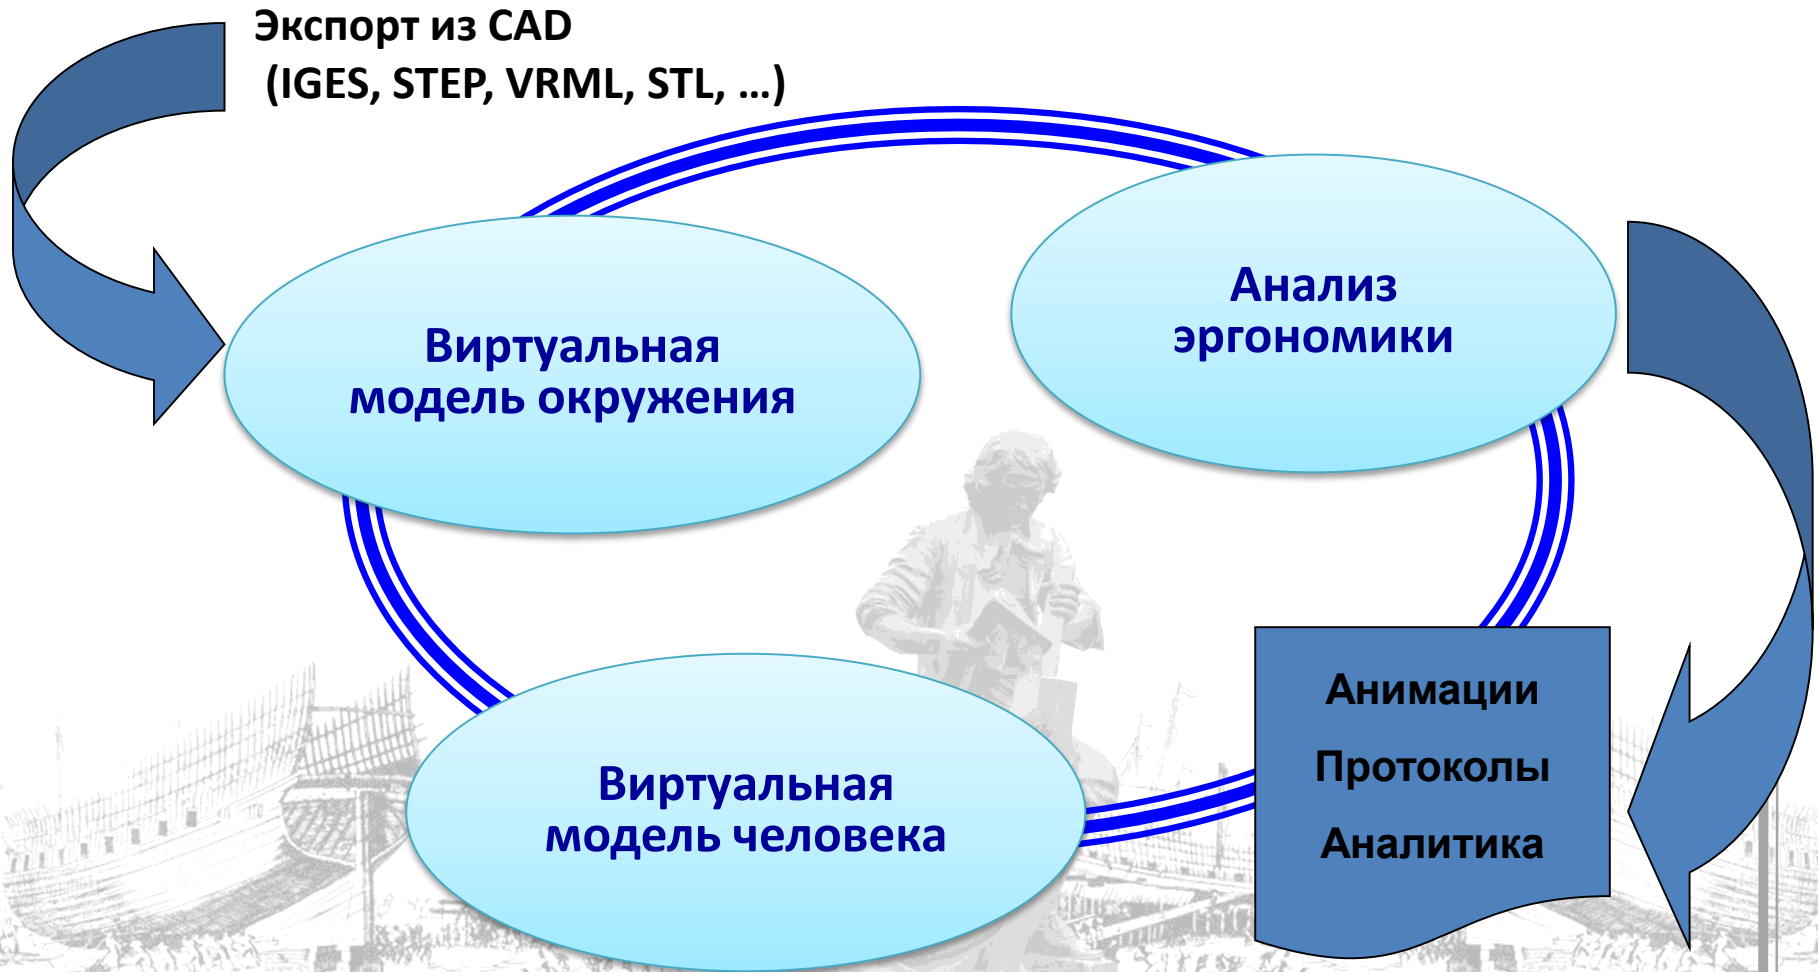 Экспорт из CAD
(IGES, STEP, VRML, STL, ...)
Анализ
эргономики
Виртуальная
модель окружения
Виртуальная
модель человека
Анимации
Протоколы
Аналитика